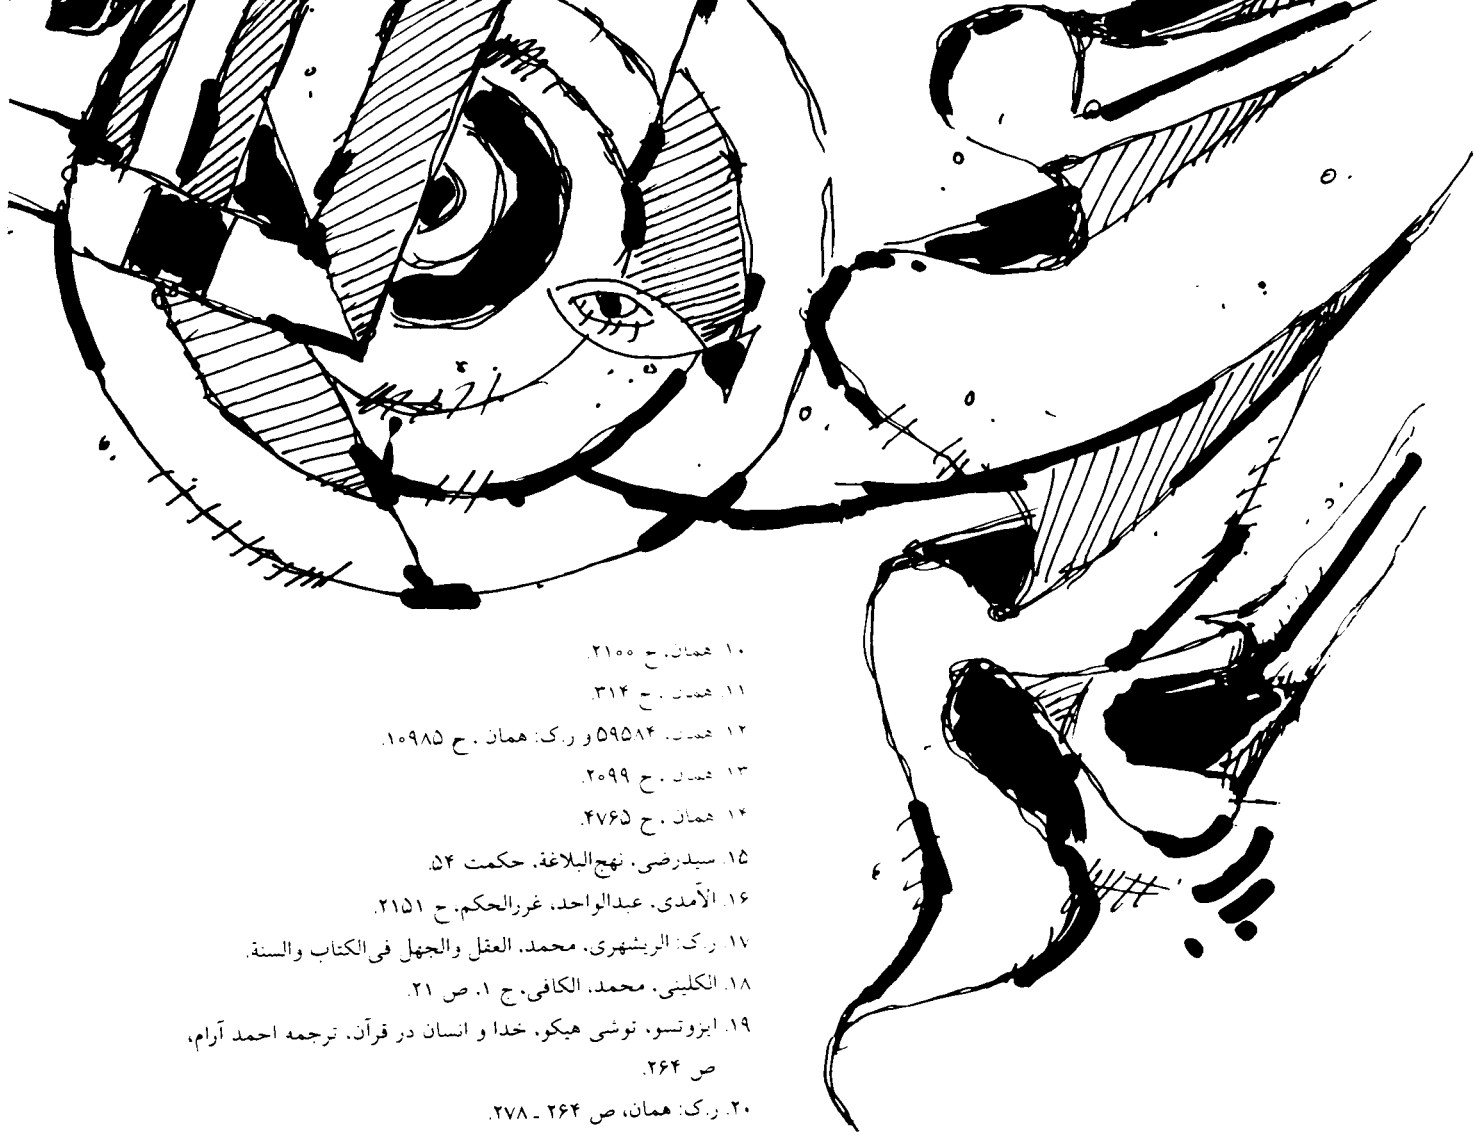 ۱۰. همان، ح ۲۱۰۰.
۱۱. همان، ح ۳۱۴.
۱۲. همان، ۵۹۵۸۴ و ر.ک: همان، ح ۱۰۹۸۵.
۱۳. همان، ح ۲۰۹۹.
۱۴. همان، ح ۴۷۶۵.
۱۵. سیدرضی، نهج‌البلاغة، حکمت ۵۴.
۱۶. الآمدی، عبدالواحد، غررالحکم، ح ۲۱۵۱.
۱۷. ر.ک: الریشهری، محمد، العقل والجهل فی‌الکتاب والسنة.
۱۸. الکلینی، محمد، الکافی، ج ۱، ص ۲۱.
۱۹. ایزوتسو، توشی هیکو، خدا و انسان در قرآن، ترجمه احمد آرام،
ص ۲۶۴.
۲۰. ر.ک: همان، ص ۲۶۴ ـ ۲۷۸.